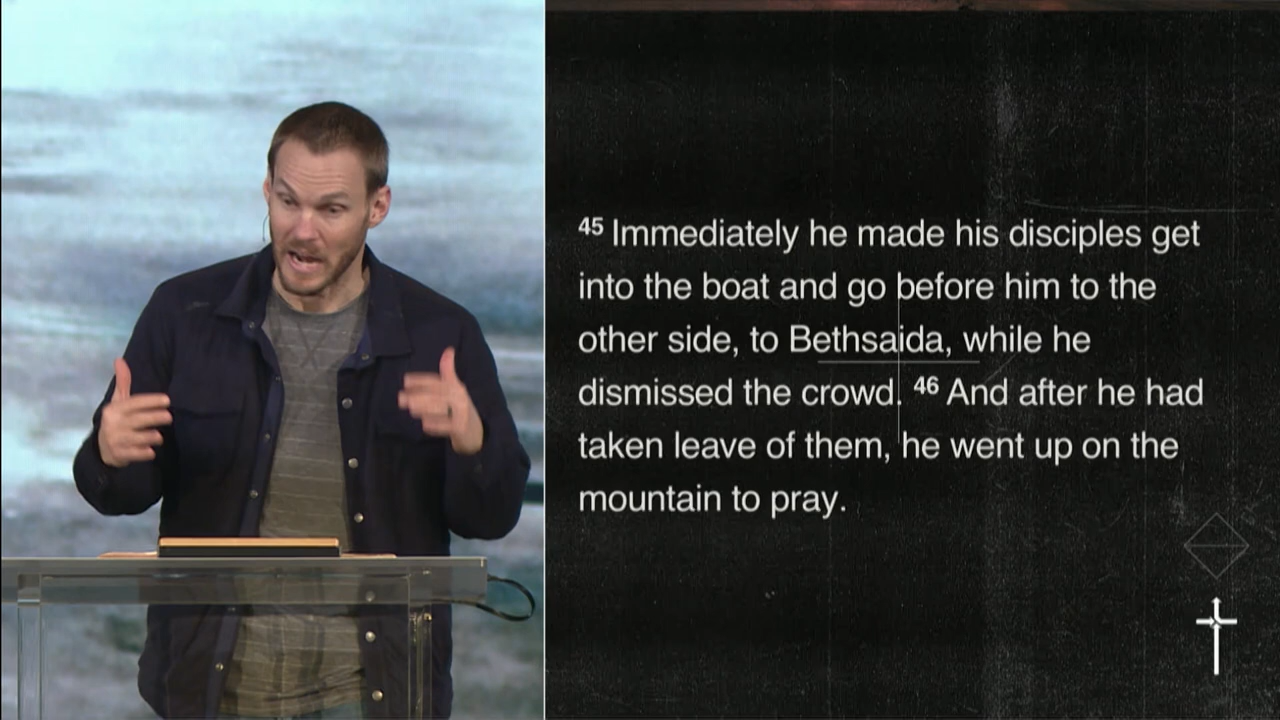 45 Immediately he made his disciples get
into the boat and go before him to the
other side, to Bethsaida, while he
dismissed the crowd. 46 And after he had
taken leave of them, he went up on the
mountain to pray.